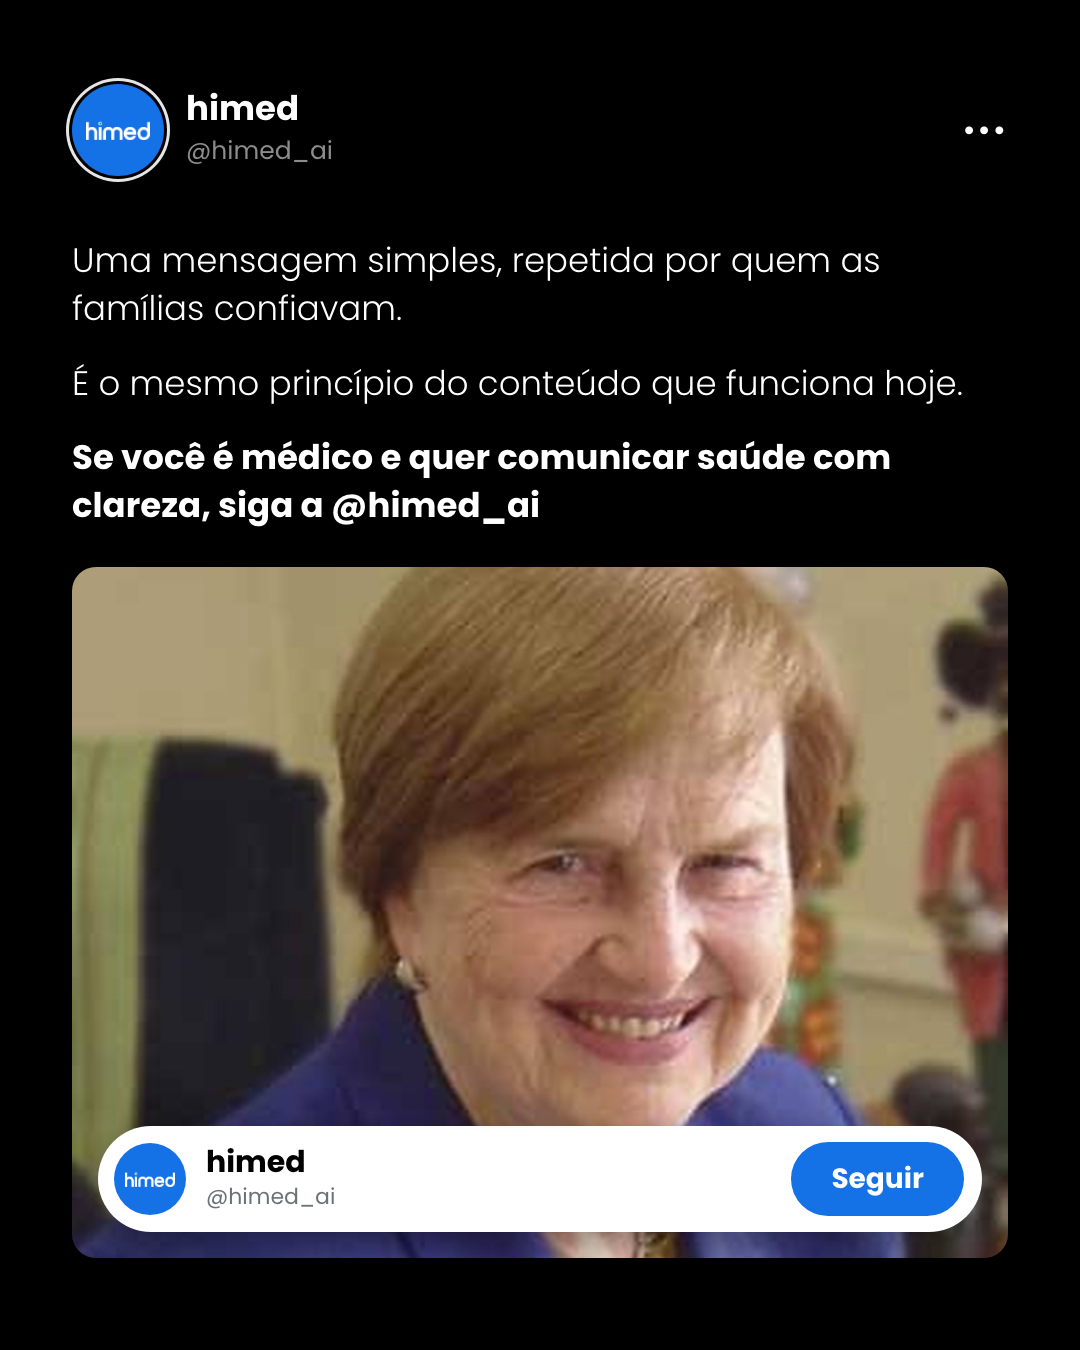 himed
himed
@himed_ai
Uma mensagem simples, repetida por quem as
famílias confiavam.
É o mesmo princípio do conteúdo que funciona hoje.
Se você é médico e quer comunicar saúde com
clareza, siga a @himed_ai
himed
himed
@himed_ai
Seguir